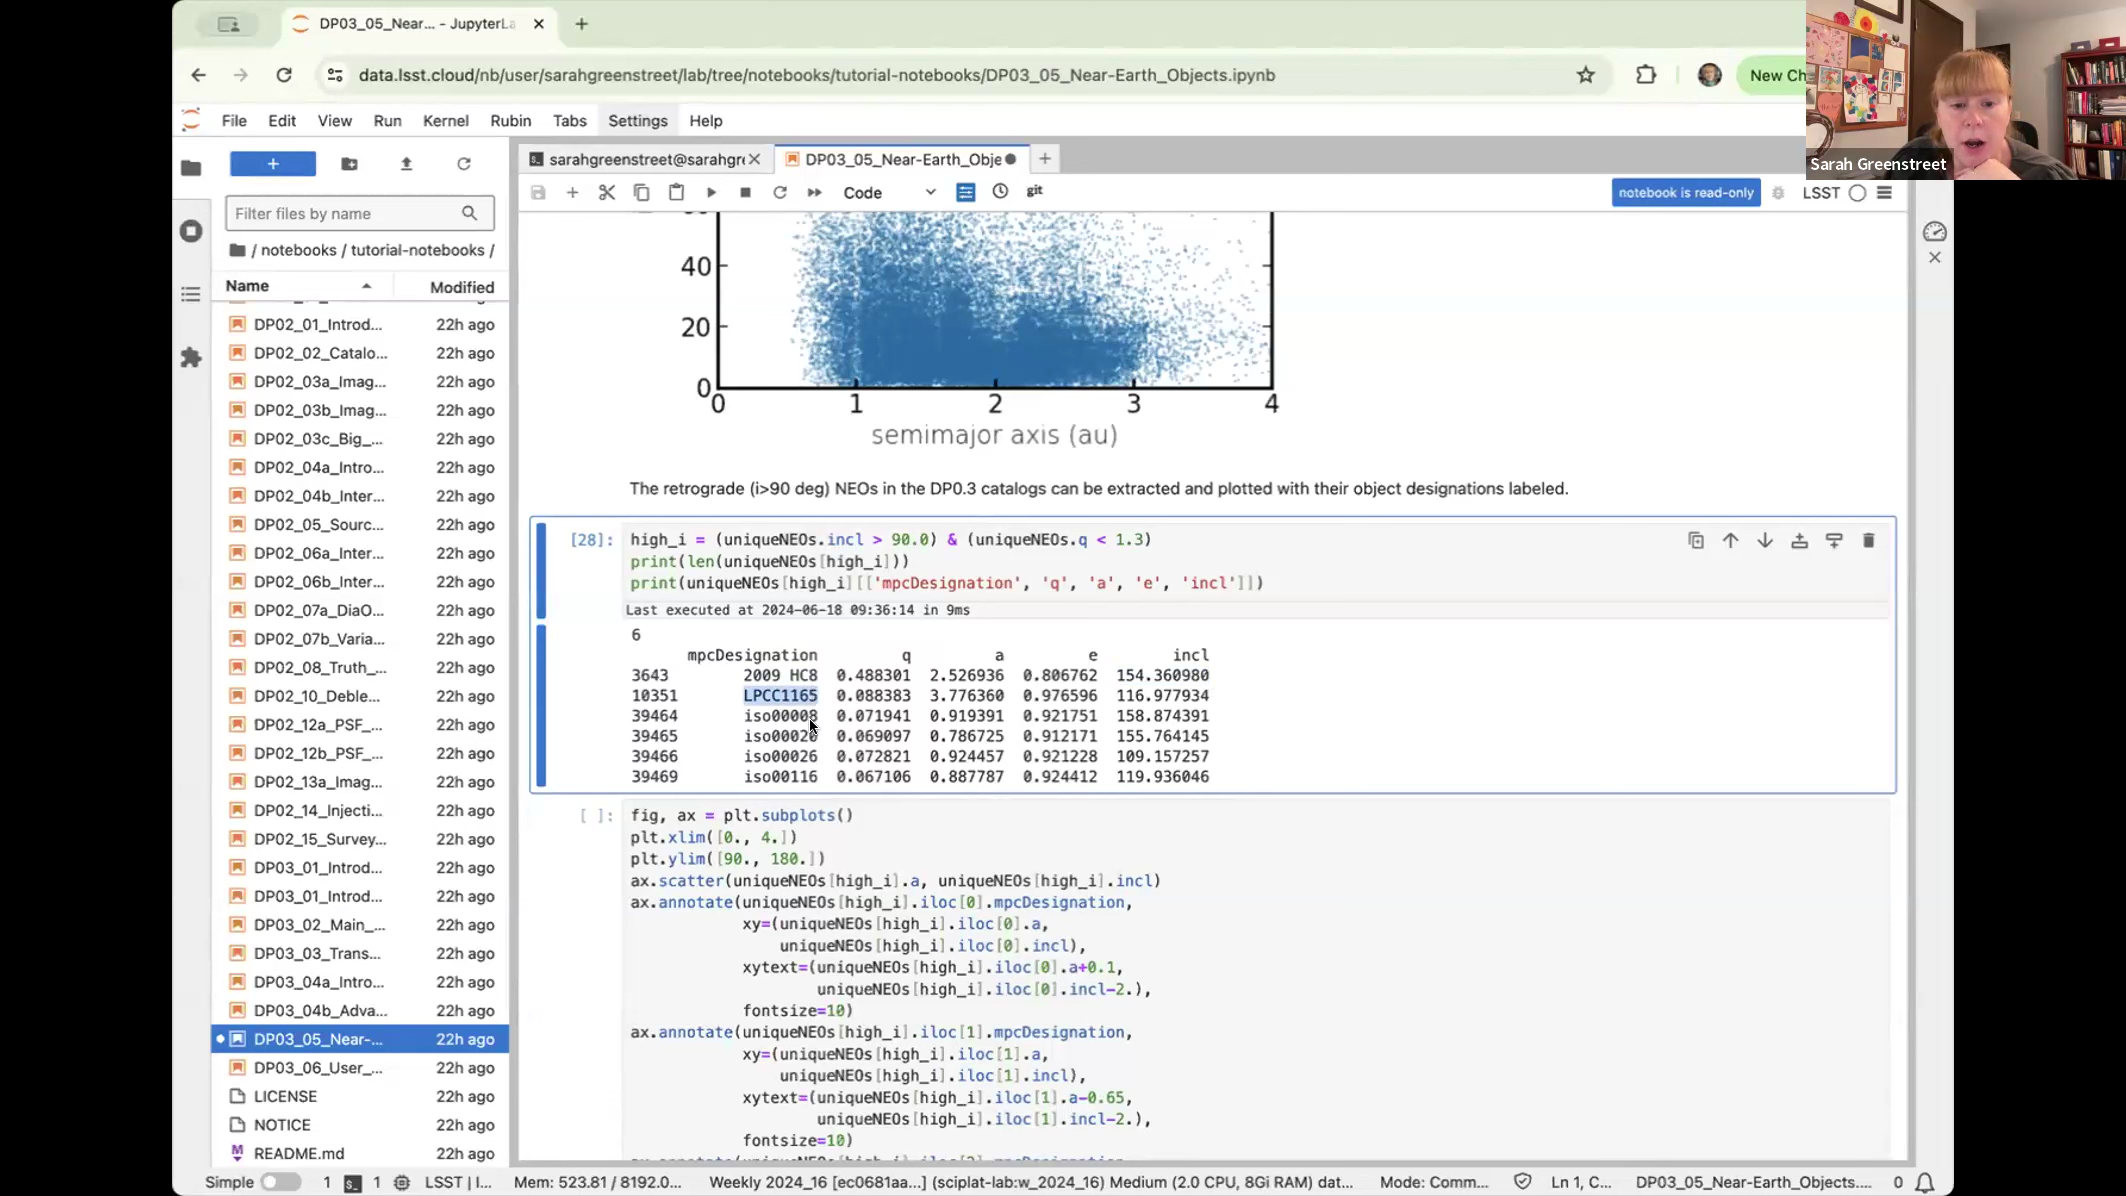 DP03_05_Near... - JupyterLa
data.lsst.cloud/nb/user/sarahgreenstreet/lab/tree/notebooks/tutorial-notebooks/DP03_05_Near-Earth_Objects.ipynb
New Ch
Sarah Greenstreet
File Edit View Run Kernel Rubin Tabs Settings Help
sarahgreenstreet@sarahgre
DP03_05_Near-Earth_Obje
Code
git
notebook is read-only
LSST
Filter files by name
/ notebooks / tutorial-notebooks /
Name Modified
DP02_01_Introd... 22h ago
DP02_02_Catalo... 22h ago
DP02_03a_Imag... 22h ago
DP02_03b_Imag... 22h ago
DP02_03c_Big_... 22h ago
DP02_04a_Intro... 22h ago
DP02_04b_Inter... 22h ago
DP02_05_Sourc... 22h ago
DP02_06a_Inter... 22h ago
DP02_06b_Inter... 22h ago
DP02_07a_DiaO... 22h ago
DP02_07b_Varia... 22h ago
DP02_08_Truth_... 22h ago
DP02_10_Deble... 22h ago
DP02_12a_PSF_... 22h ago
DP02_12b_PSF_... 22h ago
DP02_13a_Imag... 22h ago
DP02_14_Injecti... 22h ago
DP02_15_Survey... 22h ago
DP03_01_Introd... 22h ago
DP03_01_Introd... 22h ago
DP03_02_Main_... 22h ago
DP03_03_Trans... 22h ago
DP03_04a_Intro... 22h ago
DP03_04b_Adva... 22h ago
DP03_05_Near-... 22h ago
DP03_06_User_... 22h ago
LICENSE 22h ago
NOTICE 22h ago
README.md 22h ago
40
20
0
0 1 2 3 4
semimajor axis (au)
The retrograde (i>90 deg) NEOs in the DP0.3 catalogs can be extracted and plotted with their object designations labeled.
[28]: high_i = (uniqueNEOs.incl > 90.0) & (uniqueNEOs.q < 1.3)
print(len(uniqueNEOs[high_i]))
print(uniqueNEOs[high_i][['mpcDesignation', 'q', 'a', 'e', 'incl']])
Last executed at 2024-06-18 09:36:14 in 9ms
6
mpcDesignation q a e incl
3643 2009 HC8 0.488301 2.526936 0.806762 154.360980
10351 LPCC1165 0.088383 3.776360 0.976596 116.977934
39464 iso00008 0.071941 0.919391 0.921751 158.874391
39465 iso00020 0.069097 0.786725 0.912171 155.764145
39466 iso00026 0.072821 0.924457 0.921228 109.157257
39469 iso00116 0.067106 0.887787 0.924412 119.936046
[ ]: fig, ax = plt.subplots()
plt.xlim([0., 4.])
plt.ylim([90., 180.])
ax.scatter(uniqueNEOs[high_i].a, uniqueNEOs[high_i].incl)
ax.annotate(uniqueNEOs[high_i].iloc[0].mpcDesignation,
xy=(uniqueNEOs[high_i].iloc[0].a,
uniqueNEOs[high_i].iloc[0].incl),
xytext=(uniqueNEOs[high_i].iloc[0].a+0.1,
uniqueNEOs[high_i].iloc[0].incl-2.),
fontsize=10)
ax.annotate(uniqueNEOs[high_i].iloc[1].mpcDesignation,
xy=(uniqueNEOs[high_i].iloc[1].a,
uniqueNEOs[high_i].iloc[1].incl),
xytext=(uniqueNEOs[high_i].iloc[1].a-0.65,
uniqueNEOs[high_i].iloc[1].incl-2.),
fontsize=10)
Simple 1 1 LSST | I... Mem: 523.81 / 8192.0... Weekly 2024_16 [ec0681aa...] (sciplat-lab:w_2024_16) Medium (2.0 CPU, 8Gi RAM) dat... Mode: Comm... Ln 1, C... DP03_05_Near-Earth_Objects.... 0